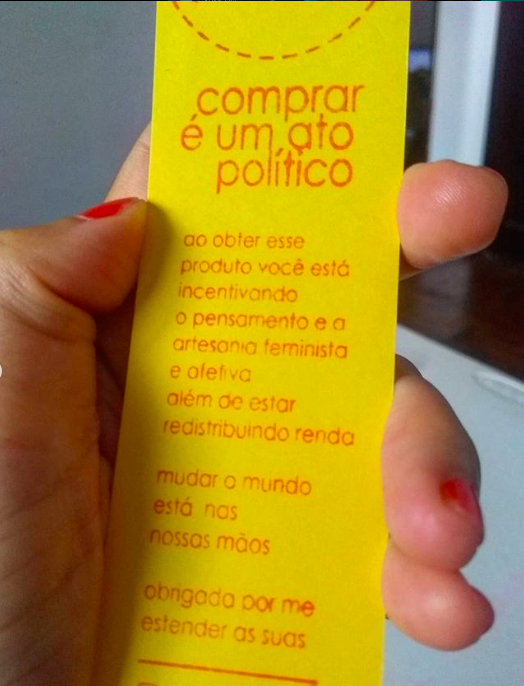 comprar
é um ato
político
ao obter esse
produto você está
incentivando
o pensamento e a
artesania feminista
e afetiva
além de estar
redistribuindo renda
mudar o mundo
está nas
nossas mãos
obrigada por me
estender as suas